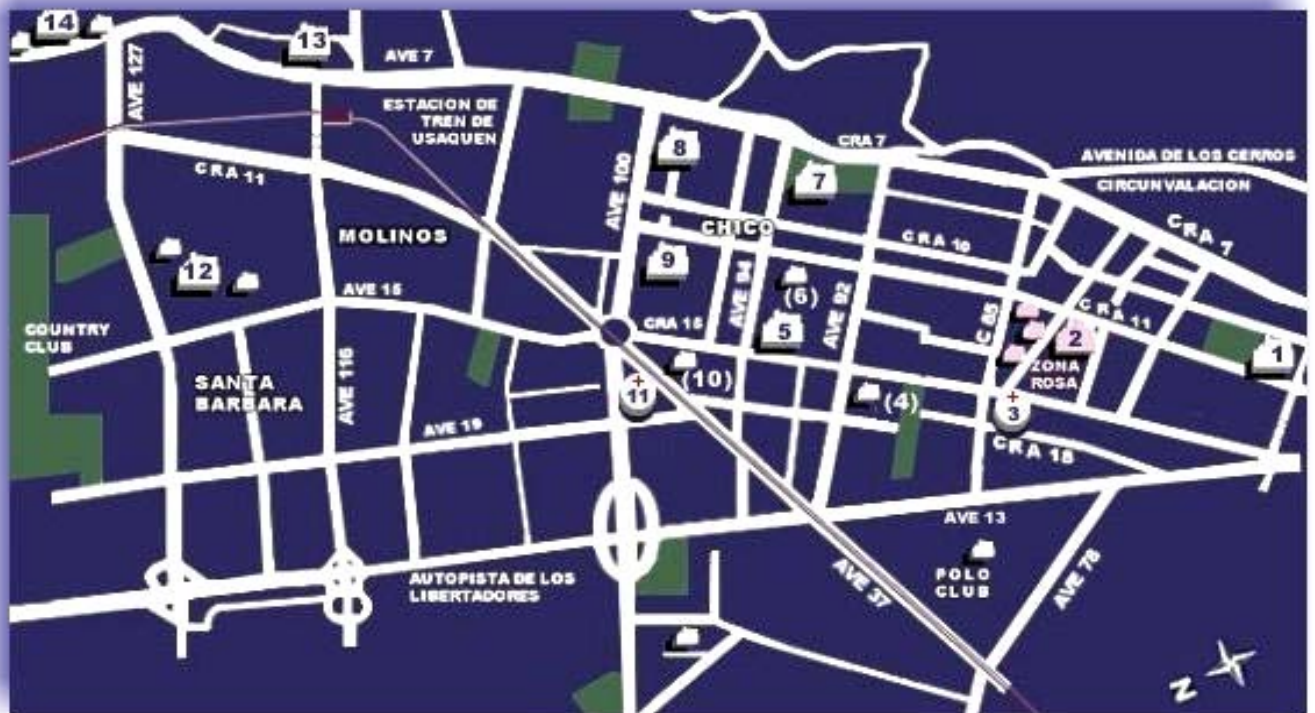 14
13
AVE 7
AVE 127
ESTACION DE
TREN DE
USAQUEN
8
CRA 7
AVENIDA DE LOS CERROS
CIRCUNVALACION
CRA 11
AVE 100
7
CRA 7
MOLINOS
CHICO
CRA 10
9
12
AVE 15
(6)
AVE 94
AVE 92
CRA 11
COUNTRY
CLUB
CRA 15
5
C 85
2
1
ZONA
ROSA
SANTA
BARBARA
AVE 116
(10)
11
(4)
3
AVE 19
CRA 18
AVE 13
AUTOPISTA DE LOS
LIBERTADORES
AVE 37
POLO
CLUB
AVE 78
N